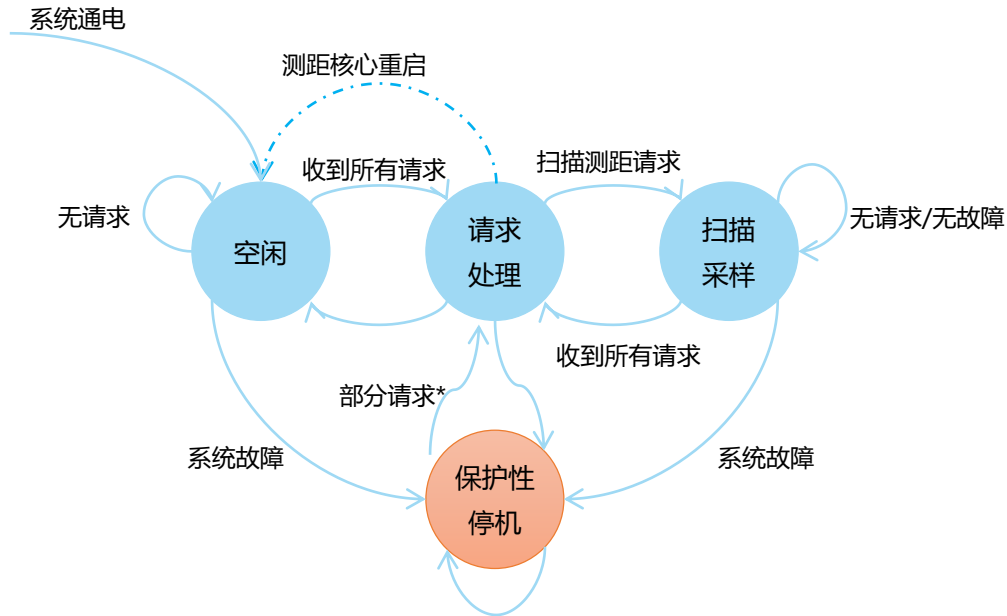 系统通电
测距核心重启
收到所有请求
扫描测距请求
无请求
空闲
请求
处理
扫描
采样
无请求/无故障
收到所有请求
部分请求*
系统故障
系统故障
保护性
停机